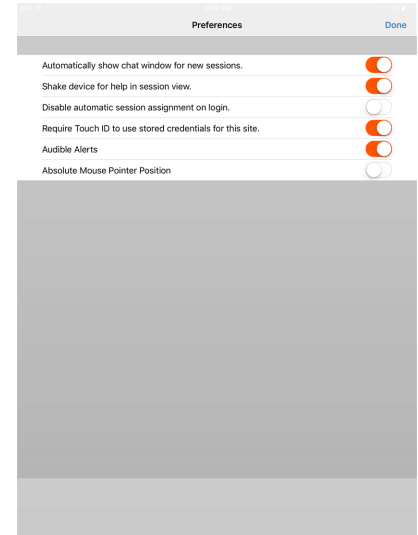 Preferences
Done
Automatically show chat window for new sessions.
Shake device for help in session view.
Disable automatic session assignment on login.
Require Touch ID to use stored credentials for this site.
Audible Alerts
Absolute Mouse Pointer Position